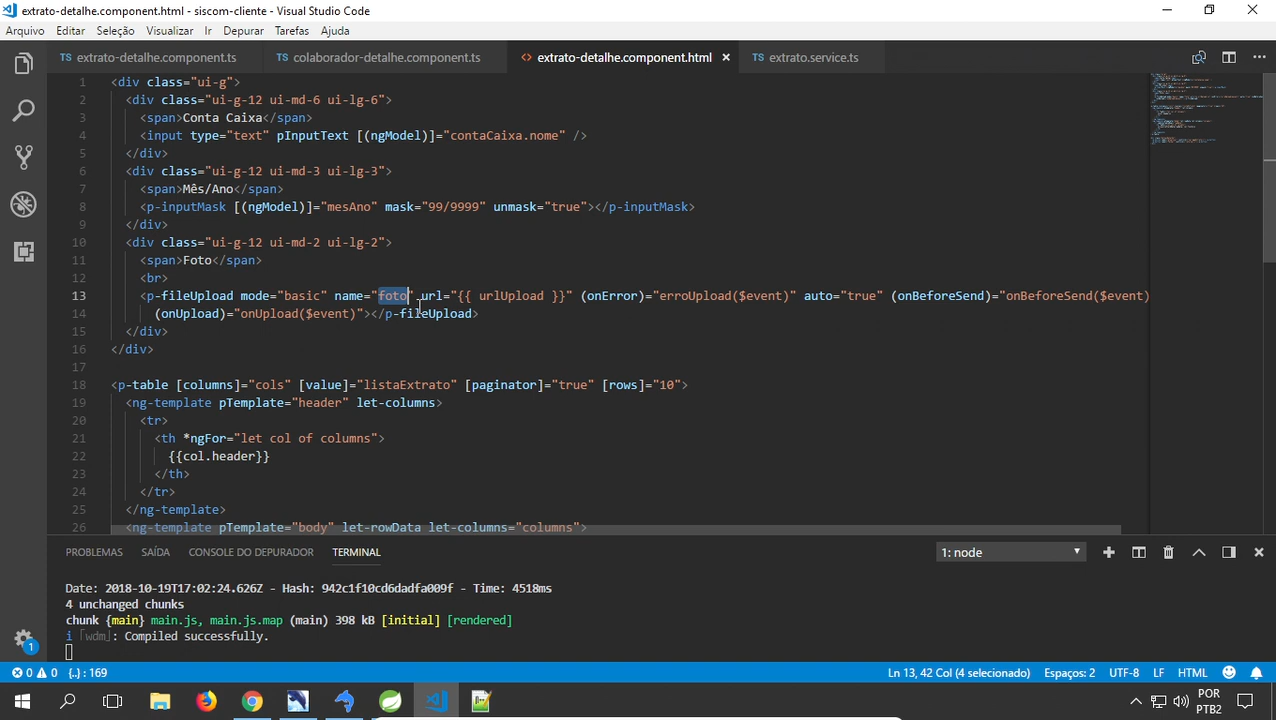 extrato-detalhe.component.html - siscom-cliente - Visual Studio Code
Arquivo Editar Seleção Visualizar Ir Depurar Tarefas Ajuda
TS extrato-detalhe.component.ts TS colaborador-detalhe.component.ts <> extrato-detalhe.component.html × TS extrato.service.ts
1 <div class="ui-g">
2 <div class="ui-g-12 ui-md-6 ui-lg-6">
3 <span>Conta Caixa</span>
4 <input type="text" pInputText [(ngModel)]="contaCaixa.nome" />
5 </div>
6 <div class="ui-g-12 ui-md-3 ui-lg-3">
7 <span>Mês/Ano</span>
8 <p-inputMask [(ngModel)]="mesAno" mask="99/9999" unmask="true"></p-inputMask>
9 </div>
10 <div class="ui-g-12 ui-md-2 ui-lg-2">
11 <span>Foto</span>
12 <br>
13 <p-fileUpload mode="basic" name="foto" url="{{ urlUpload }}" (onError)="erroUpload($event)" auto="true" (onBeforeSend)="onBeforeSend($event)
14 (onUpload)="onUpload($event)"></p-fileUpload>
15 </div>
16 </div>
17
18 <p-table [columns]="cols" [value]="listaExtrato" [paginator]="true" [rows]="10">
19 <ng-template pTemplate="header" let-columns>
20 <tr>
21 <th *ngFor="let col of columns">
22 {{col.header}}
23 </th>
24 </tr>
25 </ng-template>
26 <ng-template pTemplate="body" let-rowData let-columns="columns">
PROBLEMAS SAÍDA CONSOLE DO DEPURADOR TERMINAL 1: node
Date: 2018-10-19T17:02:24.626Z - Hash: 942c1f10cd6dadfa009f - Time: 4518ms
4 unchanged chunks
chunk {main} main.js, main.js.map (main) 398 kB [initial] [rendered]
i ｢wdm｣: Compiled successfully.
1
0 0 {..} : 169 Ln 13, 42 Col (4 selecionado) Espaços: 2 UTF-8 LF HTML
POR
PTB2